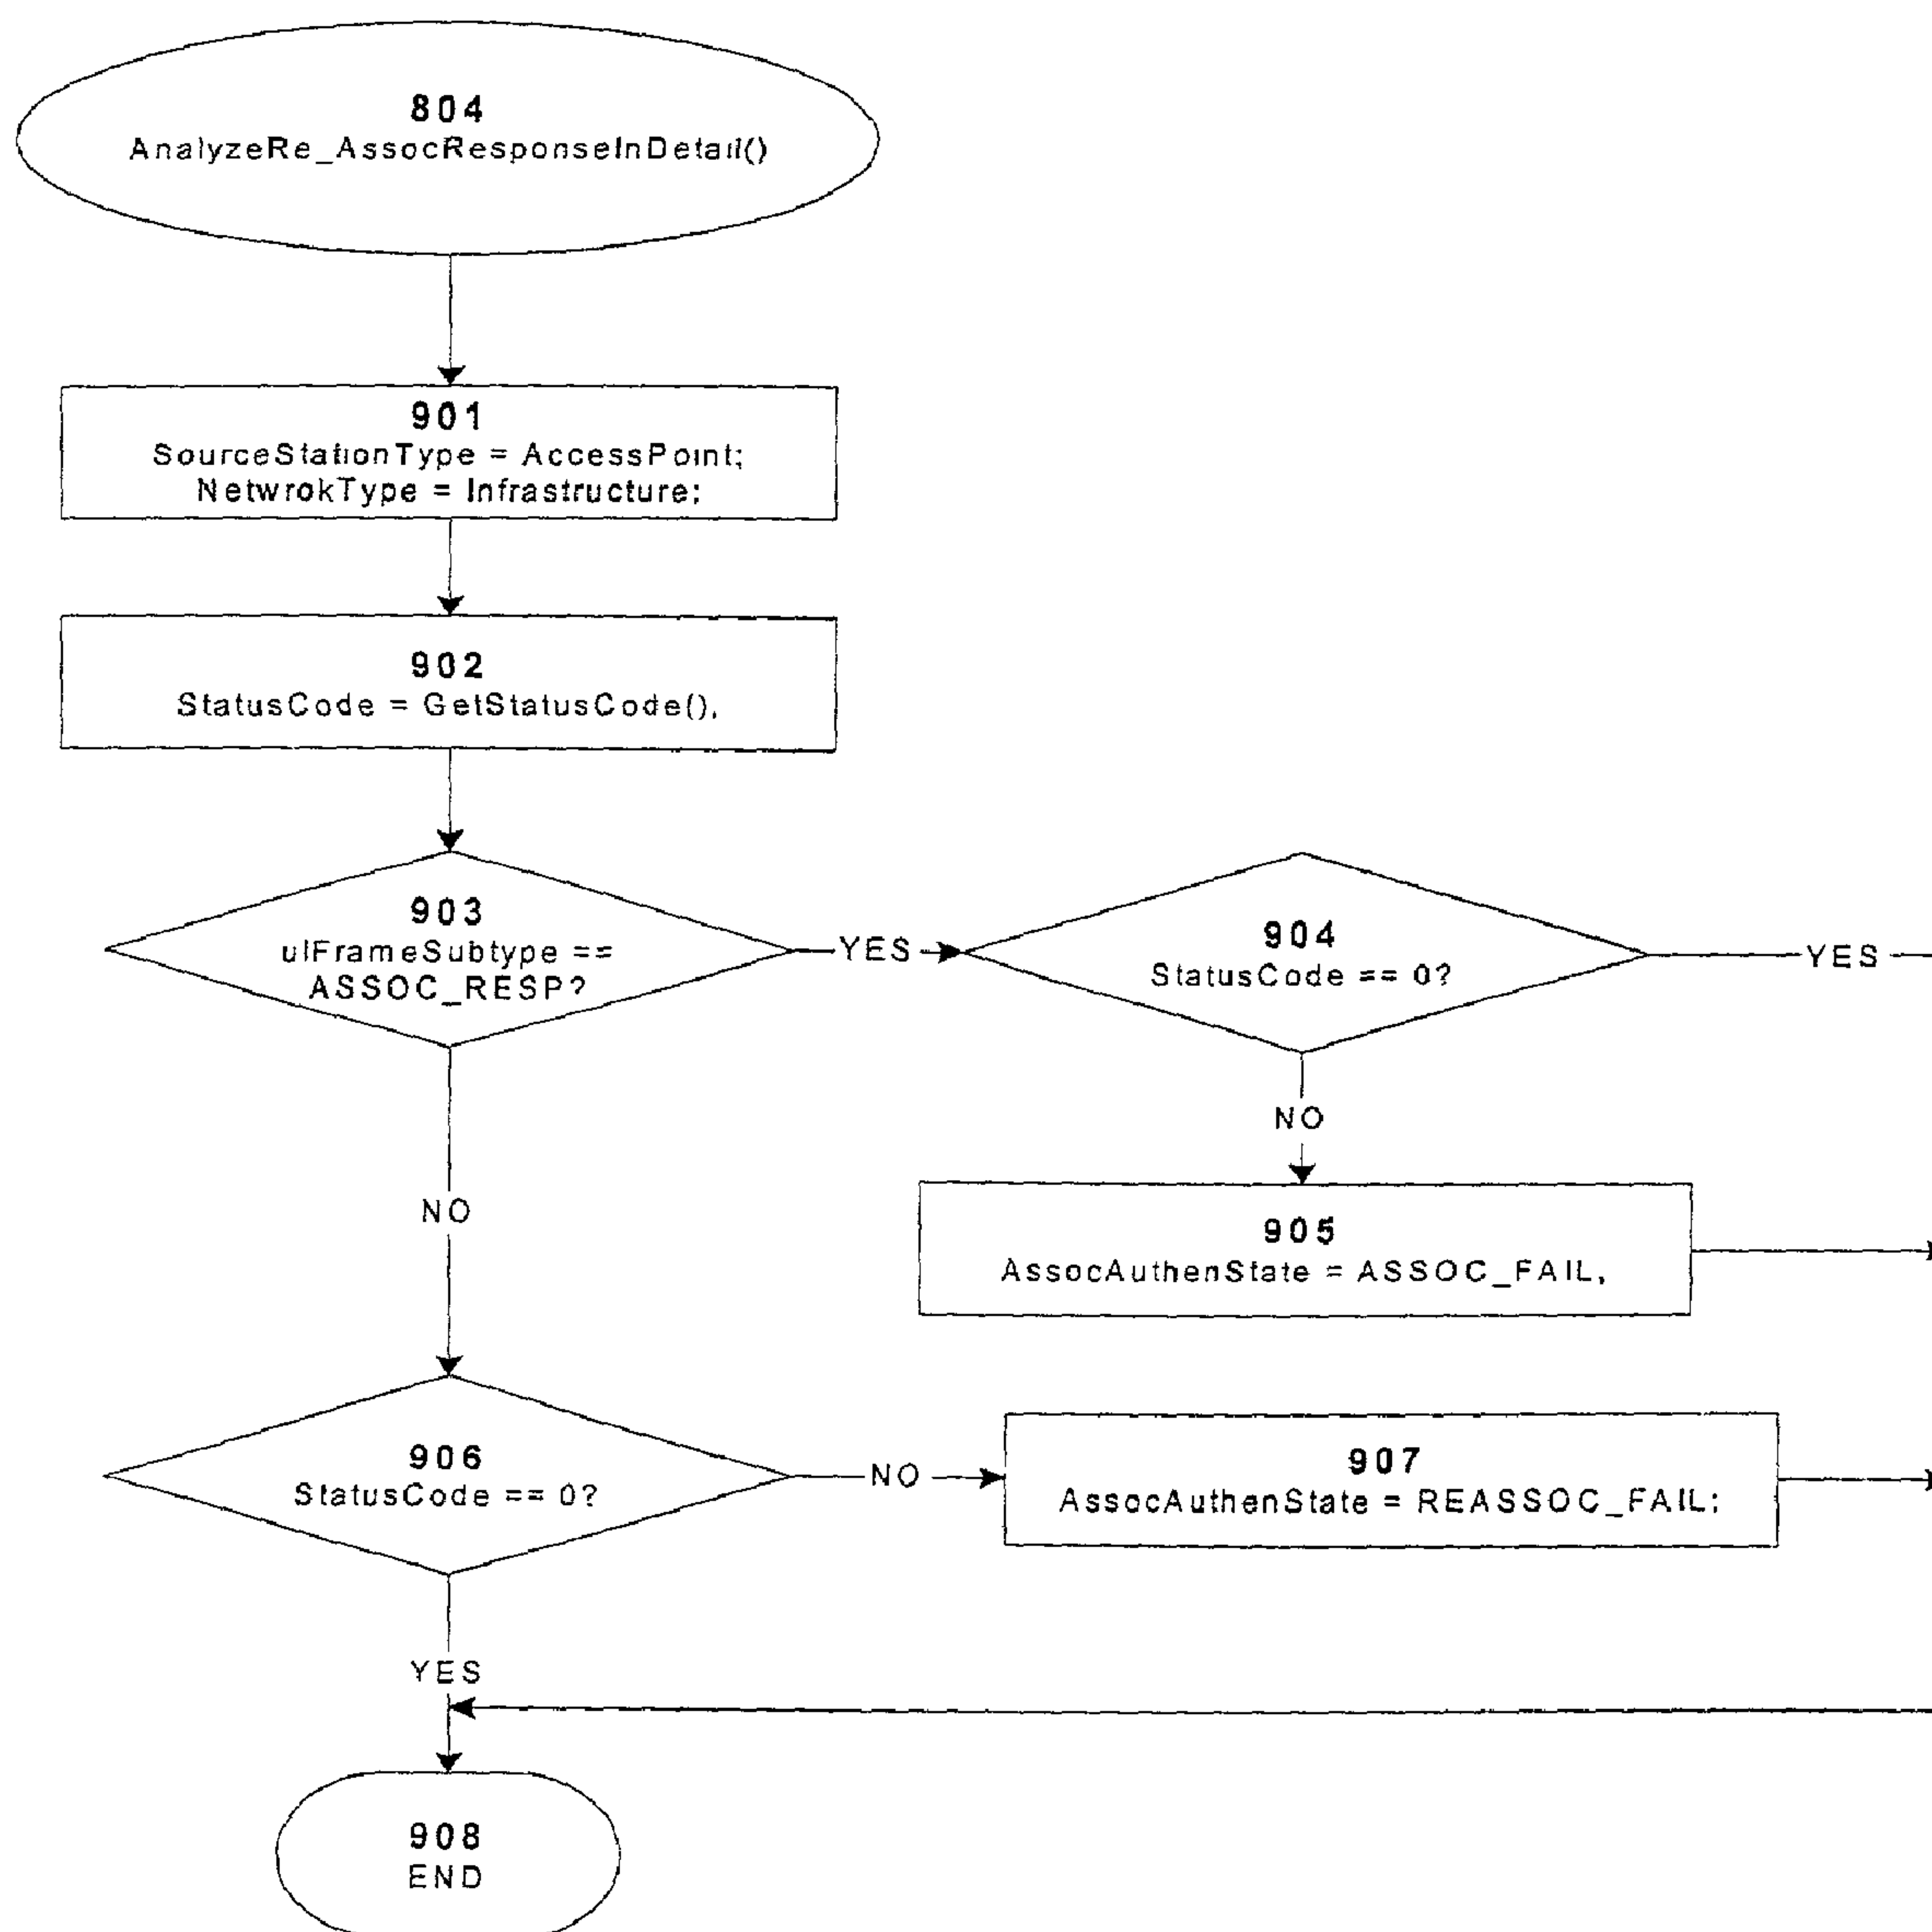 804
AnalyzeRe_AssocResponseInDetail()
901
SourceStationType = AccessPoint;
NetwrokType = Infrastructure;
902
StatusCode = GetStatusCode(),
903
ulFrameSubtype ==
ASSOC_RESP?
YES
904
StatusCode == 0?
YES
NO
NO
905
AssocAuthenState = ASSOC_FAIL,
906
StatusCode == 0?
NO
907
AssocAuthenState = REASSOC_FAIL;
YES
908
END